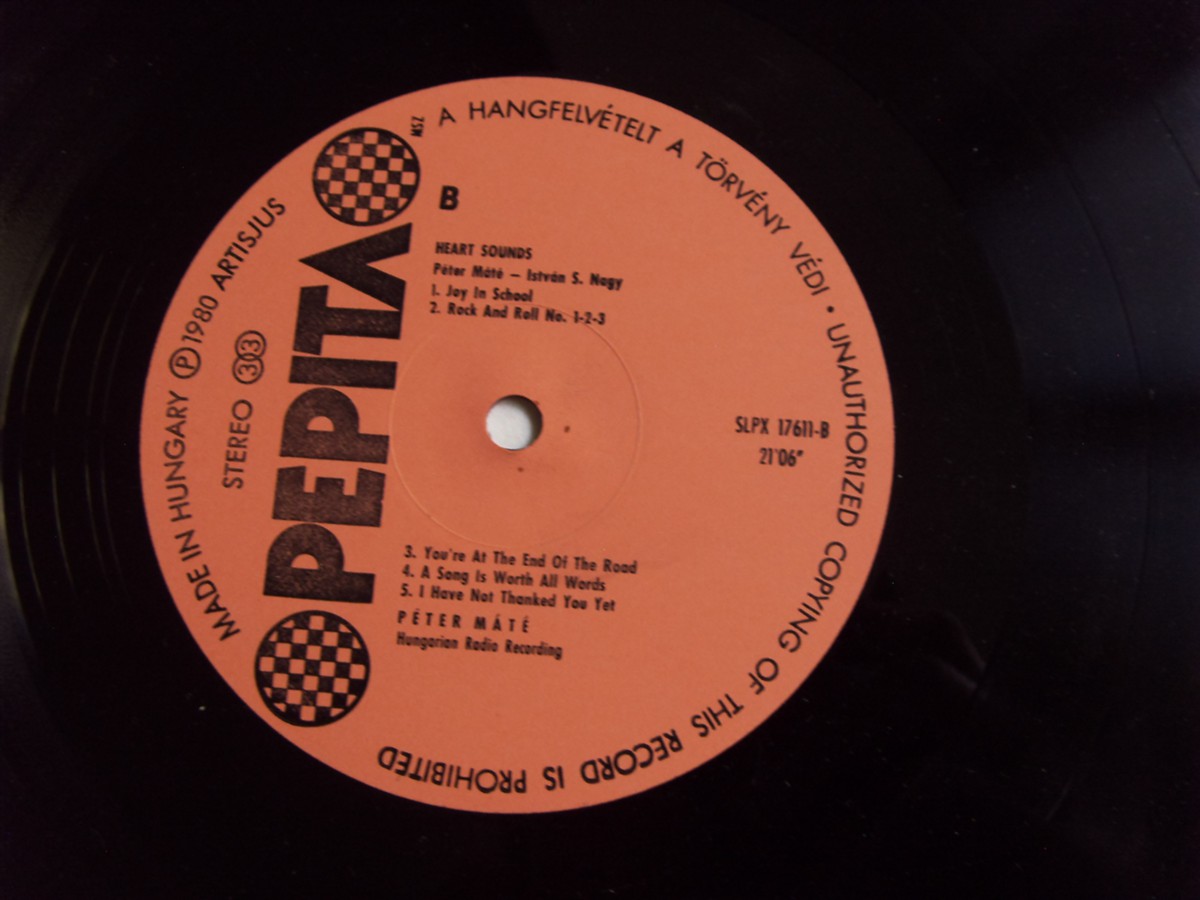 A HANGFELVÉTELT A TÖRVÉNY VÉDI • UNAUTHORIZED COPYING OF THIS RECORD IS PROHIBITED
MSZ
B
HEART SOUNDS
Péter Máté – István S. Nagy
1. Joy In School
2. Rock And Roll No. 1-2-3
SLPX 17611-B
21'06"
3. You're At The End Of The Road
4. A Song Is Worth All Words
5. I Have Not Thanked You Yet
PÉTER MÁTÉ
Hungarian Radio Recording
PEPITA
STEREO 33
MADE IN HUNGARY Ⓟ 1980 ARTISJUS